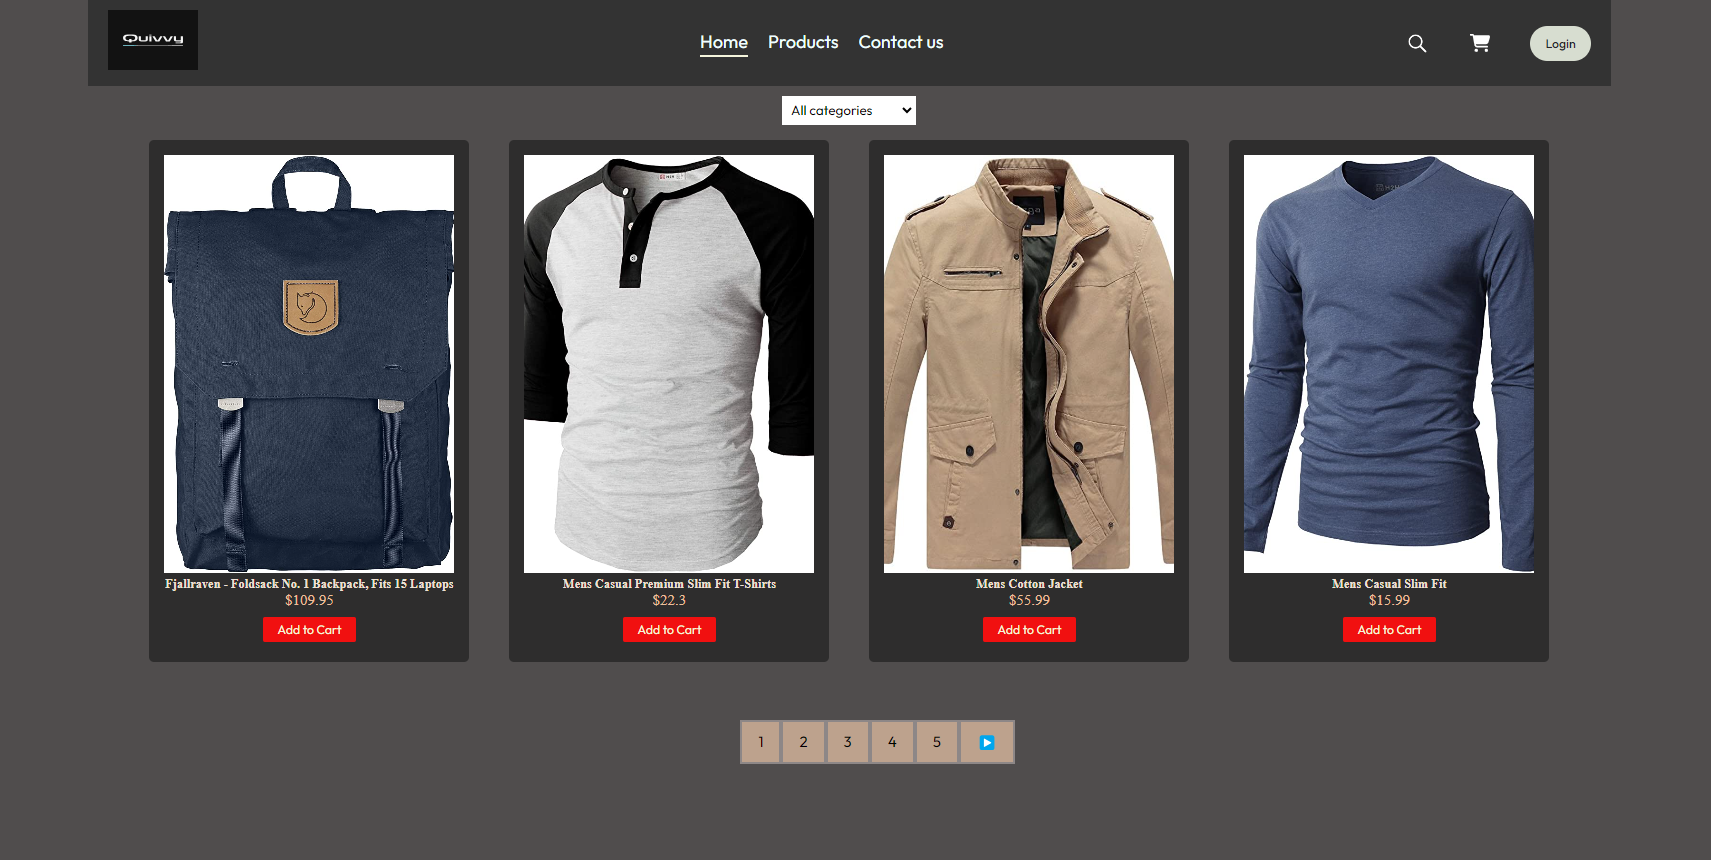 Quivvy
Home Products Contact us
Login
All categories
Fjallraven - Foldsack No. 1 Backpack, Fits 15 Laptops
$109.95
Add to Cart
Mens Casual Premium Slim Fit T-Shirts
$22.3
Add to Cart
Mens Cotton Jacket
$55.99
Add to Cart
Mens Casual Slim Fit
$15.99
Add to Cart
1 2 3 4 5